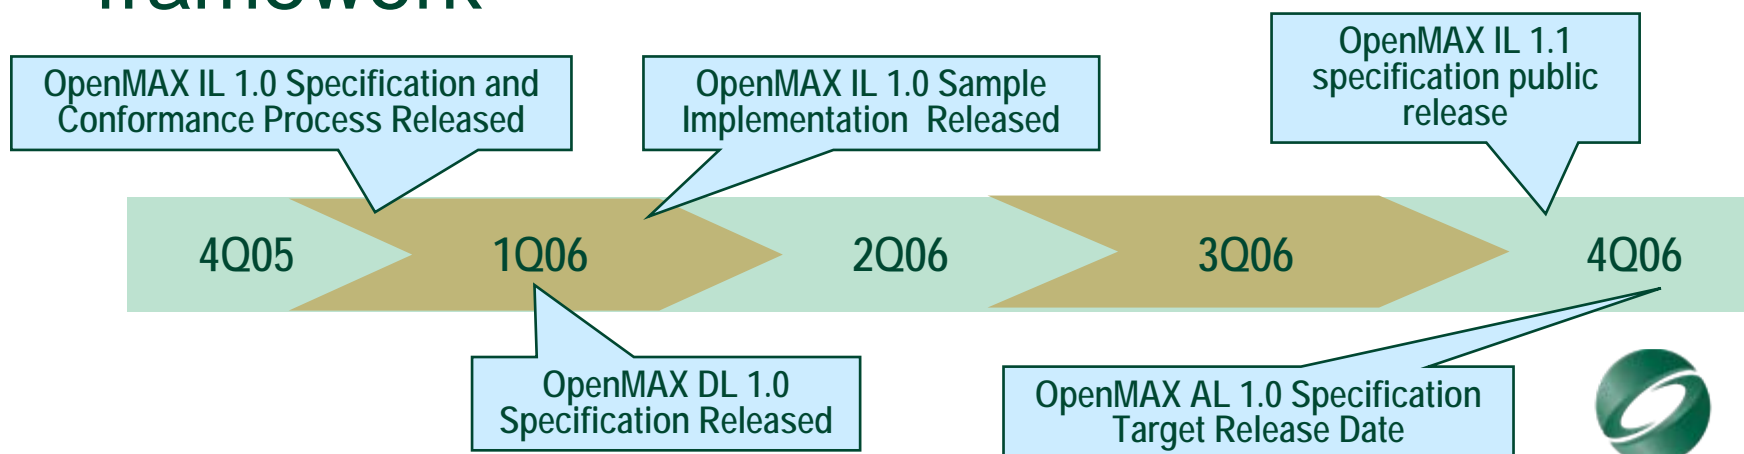 framework
OpenMAX IL 1.0 Specification and
Conformance Process Released
OpenMAX IL 1.0 Sample
Implementation Released
OpenMAX IL 1.1
specification public
release
4Q05
1Q06
2Q06
3Q06
4Q06
OpenMAX DL 1.0
Specification Released
OpenMAX AL 1.0 Specification
Target Release Date